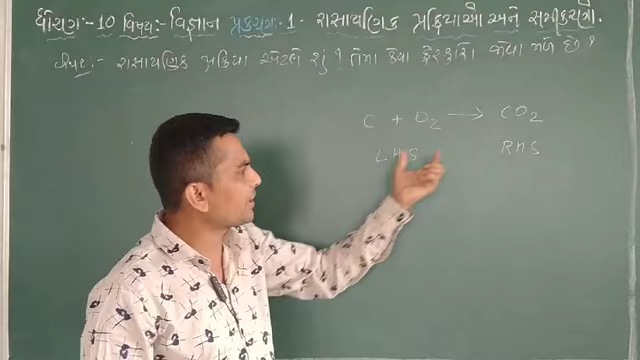 ધોરણ:- 10 વિષય:- વિજ્ઞાન પ્રકરણ:- 1. રાસાયણિક પ્રક્રિયાઓ અને સમીકરણો.
રાસાયણિક પ્રક્રિયા એટલે શું? તેમા કેવા ફેરફારો જોવા મળે છે?
C + O₂ → CO₂
LHS RHS